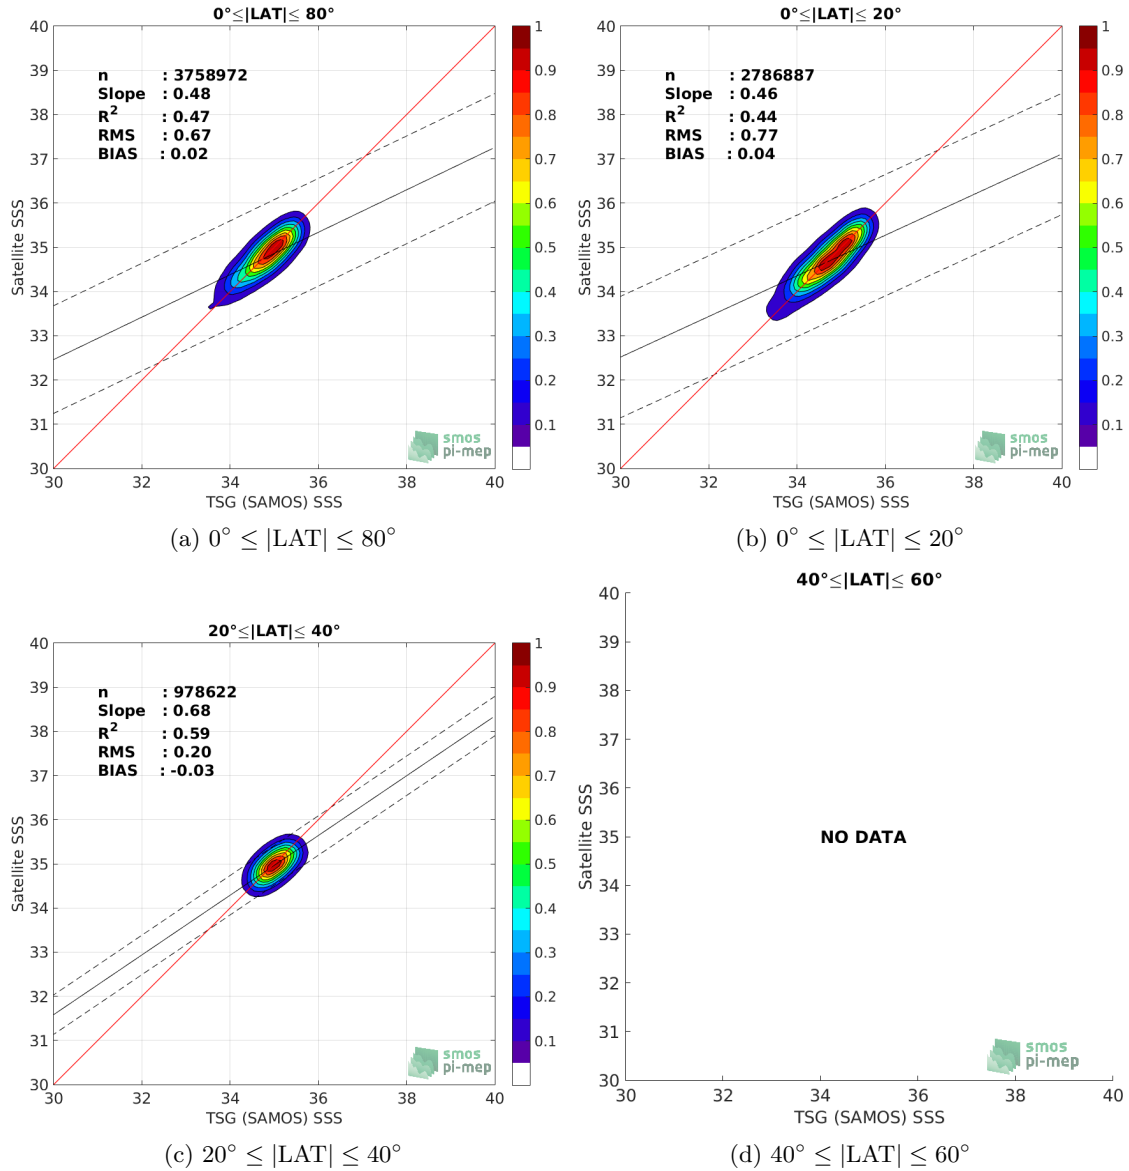 0°≤|LAT|≤ 80°
40
39
38
37
36
35
34
33
32
31
30
30
32
34
36
38
40
Satellite SSS
TSG (SAMOS) SSS
n : 3758972
Slope : 0.48
R² : 0.47
RMS : 0.67
BIAS : 0.02
1
0.9
0.8
0.7
0.6
0.5
0.4
0.3
0.2
0.1
smos
pi-mep
(a) 0° ≤ |LAT| ≤ 80°
0°≤|LAT|≤ 20°
40
39
38
37
36
35
34
33
32
31
30
30
32
34
36
38
40
Satellite SSS
TSG (SAMOS) SSS
n : 2786887
Slope : 0.46
R² : 0.44
RMS : 0.77
BIAS : 0.04
1
0.9
0.8
0.7
0.6
0.5
0.4
0.3
0.2
0.1
smos
pi-mep
(b) 0° ≤ |LAT| ≤ 20°
20°≤|LAT|≤ 40°
40
39
38
37
36
35
34
33
32
31
30
30
32
34
36
38
40
Satellite SSS
TSG (SAMOS) SSS
n : 978622
Slope : 0.68
R² : 0.59
RMS : 0.20
BIAS : -0.03
1
0.9
0.8
0.7
0.6
0.5
0.4
0.3
0.2
0.1
smos
pi-mep
(c) 20° ≤ |LAT| ≤ 40°
40°≤|LAT|≤ 60°
40
39
38
37
36
35
34
33
32
31
30
30
32
34
36
38
40
Satellite SSS
TSG (SAMOS) SSS
NO DATA
smos
pi-mep
(d) 40° ≤ |LAT| ≤ 60°